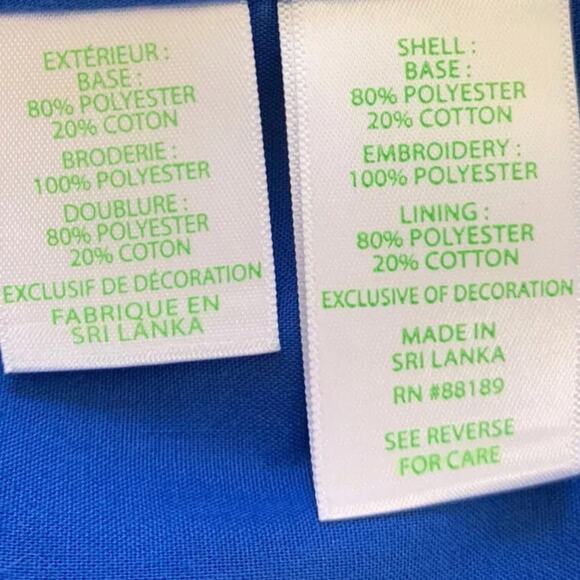 EXTÉRIEUR :
BASE :
80% POLYESTER
20% COTON
BRODERIE :
100% POLYESTER
DOUBLURE :
80% POLYESTER
20% COTON
EXCLUSIF DE DÉCORATION
FABRIQUE EN
SRI LANKA
SHELL :
BASE :
80% POLYESTER
20% COTTON
EMBROIDERY :
100% POLYESTER
LINING :
80% POLYESTER
20% COTTON
EXCLUSIVE OF DECORATION
MADE IN
SRI LANKA
RN #88189
SEE REVERSE
FOR CARE